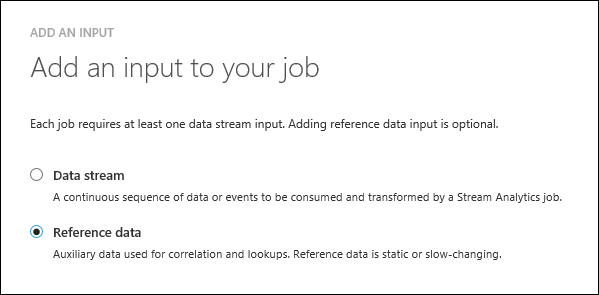 ADD AN INPUT
Add an input to your job
Each job requires at least one data stream input. Adding reference data input is optional.
Data stream
A continuous sequence of data or events to be consumed and transformed by a Stream Analytics job.
Reference data
Auxiliary data used for correlation and lookups. Reference data is static or slow-changing.